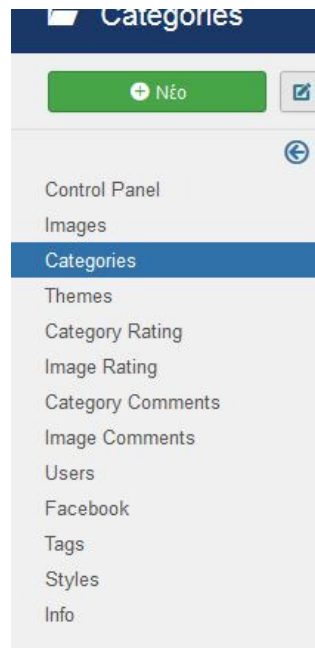 Categories
Νέο
Control Panel
Images
Categories
Themes
Category Rating
Image Rating
Category Comments
Image Comments
Users
Facebook
Tags
Styles
Info